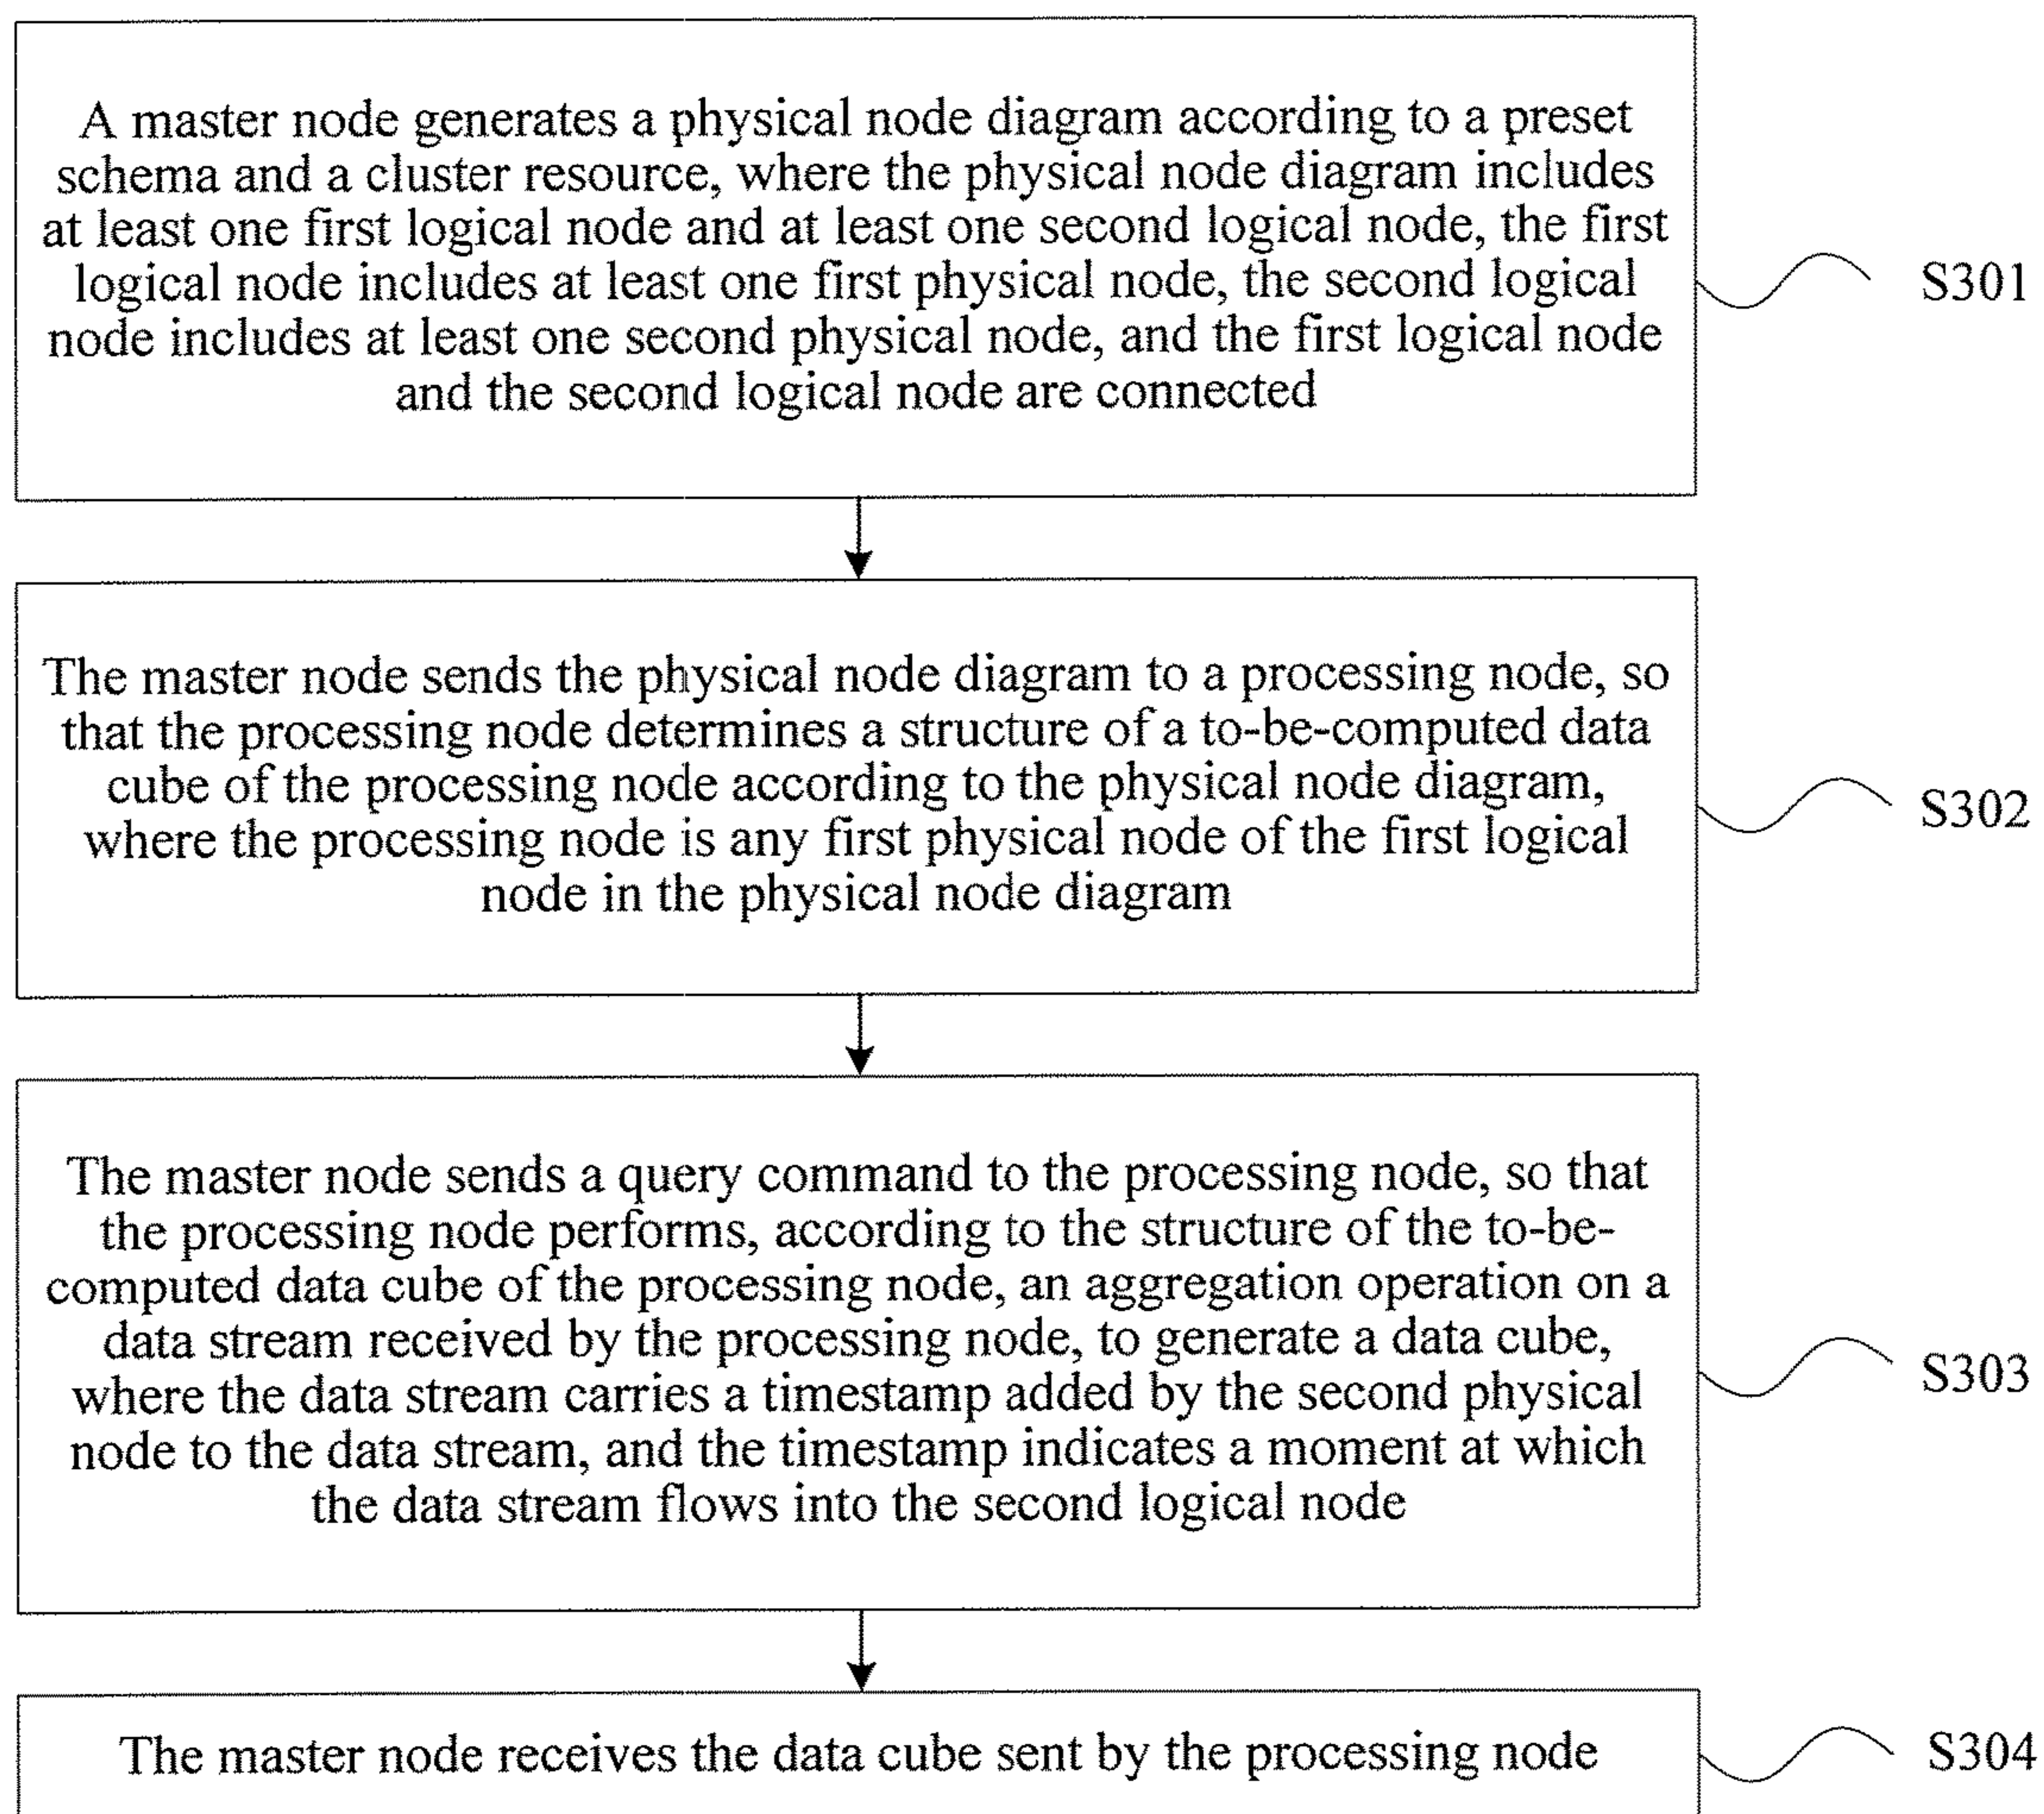 A master node generates a physical node diagram according to a preset
schema and a cluster resource, where the physical node diagram includes
at least one first logical node and at least one second logical node, the first
logical node includes at least one first physical node, the second logical
node includes at least one second physical node, and the first logical node
and the second logical node are connected
S301
The master node sends the physical node diagram to a processing node, so
that the processing node determines a structure of a to-be-computed data
cube of the processing node according to the physical node diagram,
where the processing node is any first physical node of the first logical
node in the physical node diagram
S302
The master node sends a query command to the processing node, so that
the processing node performs, according to the structure of the to-be-
computed data cube of the processing node, an aggregation operation on a
data stream received by the processing node, to generate a data cube,
where the data stream carries a timestamp added by the second physical
node to the data stream, and the timestamp indicates a moment at which
the data stream flows into the second logical node
S303
The master node receives the data cube sent by the processing node
S304